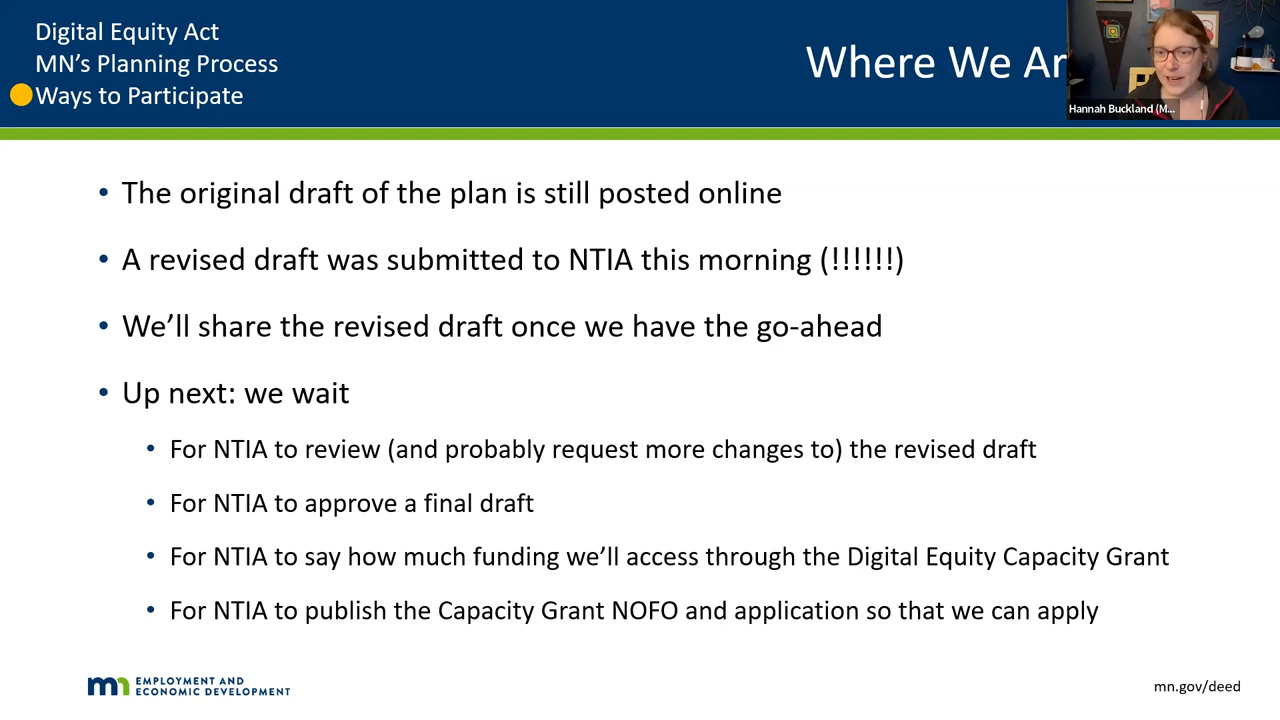 Digital Equity Act
MN's Planning Process
Ways to Participate
Where We Ar
Hannah Buckland (M...
• The original draft of the plan is still posted online
• A revised draft was submitted to NTIA this morning (!!!!!!)
• We'll share the revised draft once we have the go-ahead
• Up next: we wait
• For NTIA to review (and probably request more changes to) the revised draft
• For NTIA to approve a final draft
• For NTIA to say how much funding we'll access through the Digital Equity Capacity Grant
• For NTIA to publish the Capacity Grant NOFO and application so that we can apply
mn EMPLOYMENT AND
ECONOMIC DEVELOPMENT
mn.gov/deed